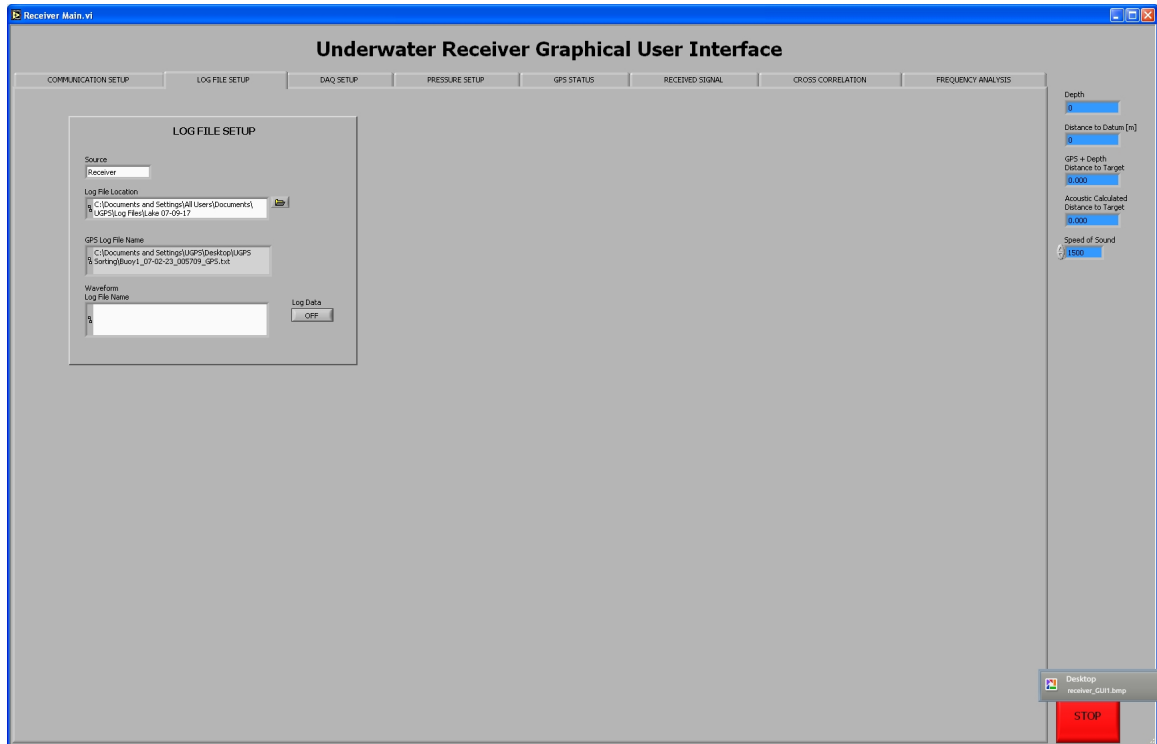 Receiver Main.vi
Underwater Receiver Graphical User Interface
COMMUNICATION SETUP
LOG FILE SETUP
DAQ SETUP
PRESSURE SETUP
GPS STATUS
RECEIVED SIGNAL
CROSS CORRELATION
FREQUENCY ANALYSIS
LOG FILE SETUP
Source
Receiver
Log File Location
C:\Documents and Settings\All Users\Documents\
UGPS\Log Files\Lake 07-09-17
GPS Log File Name
C:\Documents and Settings\UGPS\Desktop\UGPS
Sorting\Buoy1_07-02-23_005709_GPS.txt
Waveform
Log File Name
Log Data
OFF
Depth
0
Distance to Datum [m]
0
GPS + Depth
Distance to Target
0.000
Acoustic Calculated
Distance to Target
0.000
Speed of Sound
1500
Desktop
receiver_GUI1.bmp
STOP